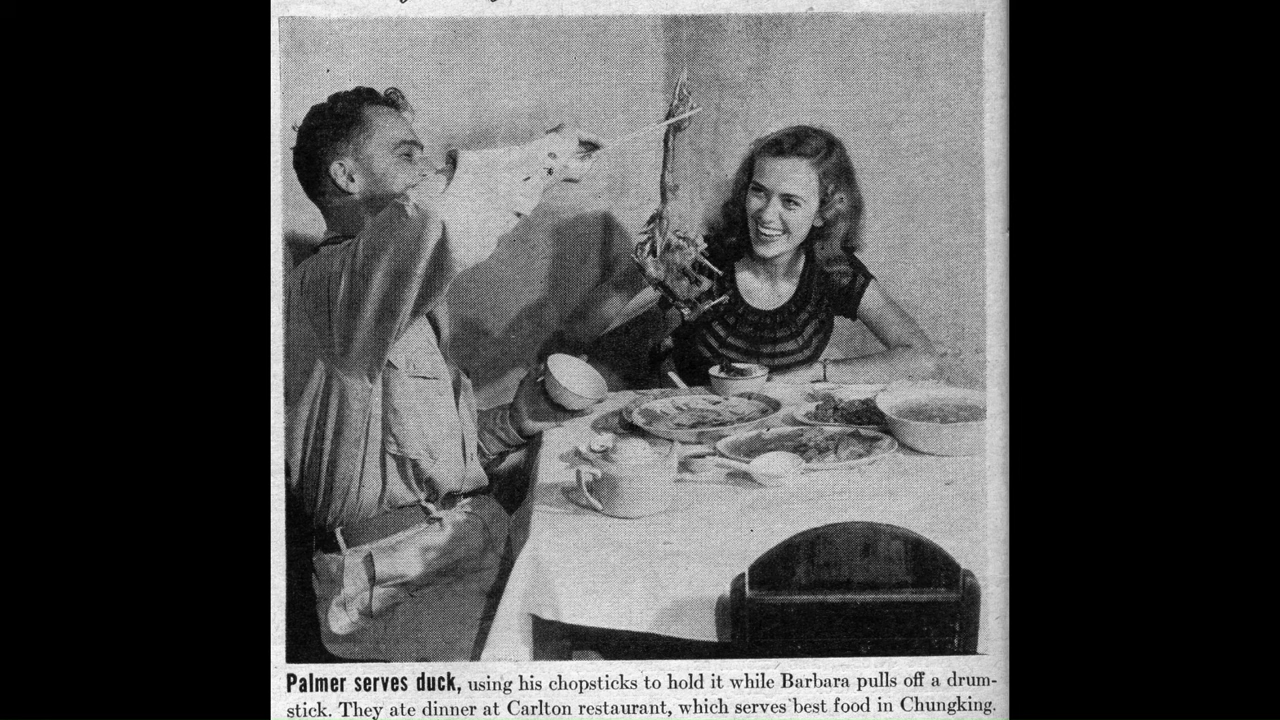 Palmer serves duck, using his chopsticks to hold it while Barbara pulls off a drum-
stick. They ate dinner at Carlton restaurant, which serves best food in Chungking.